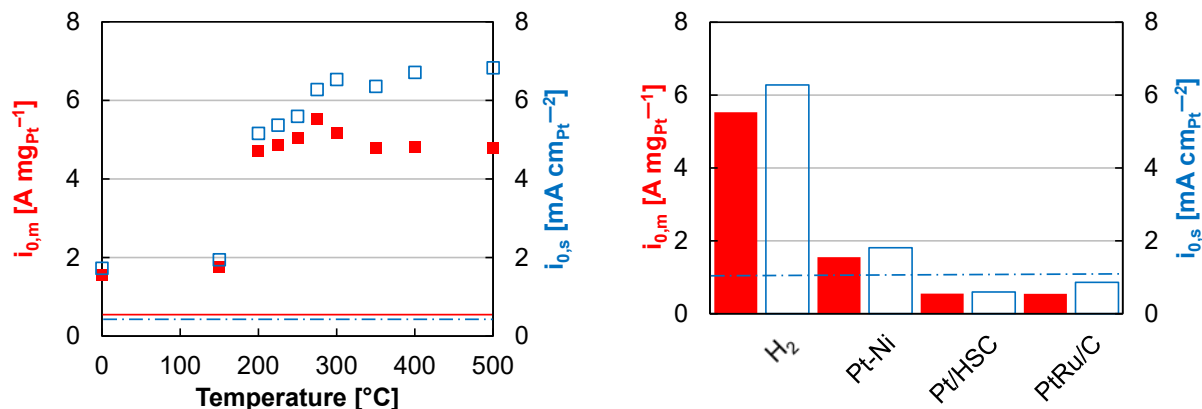 8
6
4
2
0
i0,m [A mgPt⁻¹]
8
6
4
2
0
i0,s [mA cmPt⁻²]
0 100 200 300 400 500
Temperature [°C]
8
6
4
2
0
i0,m [A mgPt⁻¹]
8
6
4
2
0
i0,s [mA cmPt⁻²]
H₂
Pt-Ni
Pt/HSC
PtRu/C